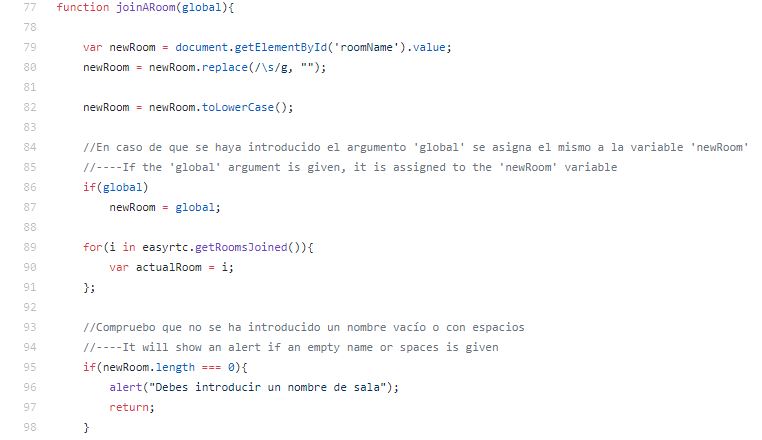 77 function joinARoom(global){
78
79 var newRoom = document.getElementById('roomName').value;
80 newRoom = newRoom.replace(/\s/g, "");
81
82 newRoom = newRoom.toLowerCase();
83
84 //En caso de que se haya introducido el argumento 'global' se asigna el mismo a la variable 'newRoom'
85 //----If the 'global' argument is given, it is assigned to the 'newRoom' variable
86 if(global)
87 newRoom = global;
88
89 for(i in easyrtc.getRoomsJoined()){
90 var actualRoom = i;
91 };
92
93 //Compruebo que no se ha introducido un nombre vacío o con espacios
94 //----It will show an alert if an empty name or spaces is given
95 if(newRoom.length === 0){
96 alert("Debes introducir un nombre de sala");
97 return;
98 }